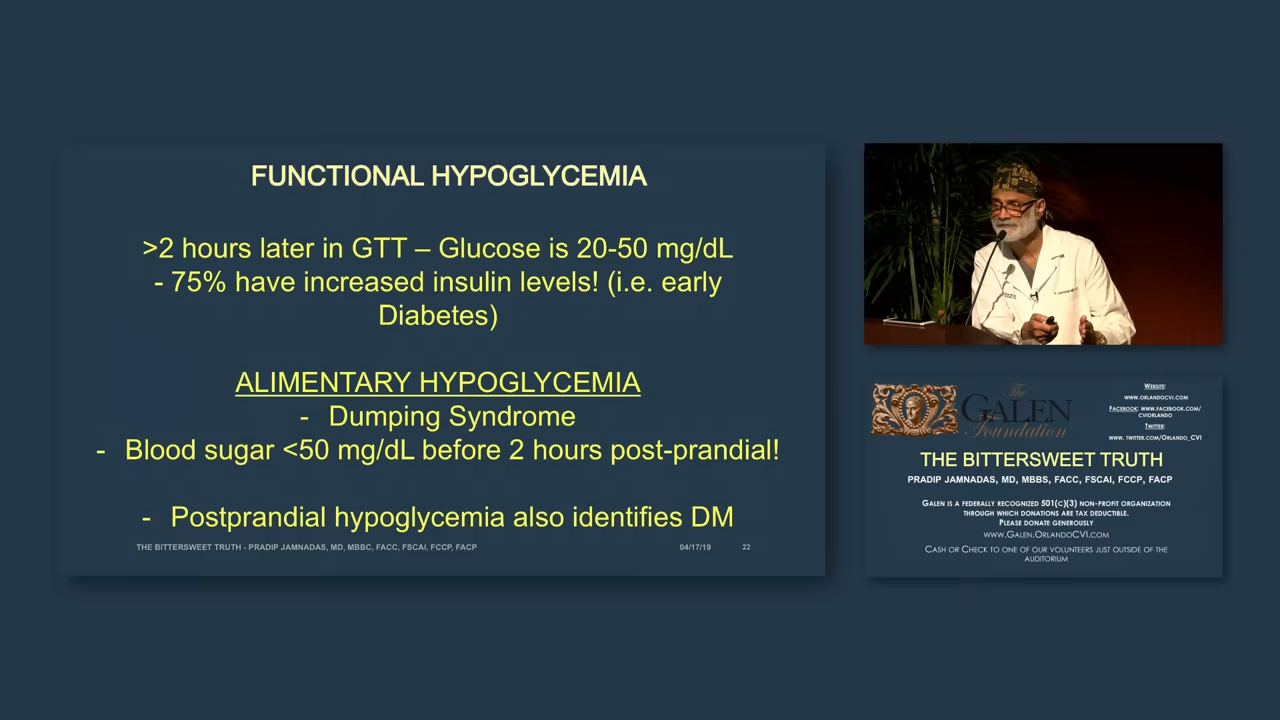 FUNCTIONAL HYPOGLYCEMIA
>2 hours later in GTT – Glucose is 20-50 mg/dL
- 75% have increased insulin levels! (i.e. early
Diabetes)
ALIMENTARY HYPOGLYCEMIA
- Dumping Syndrome
- Blood sugar <50 mg/dL before 2 hours post-prandial!
- Postprandial hypoglycemia also identifies DM
THE BITTERSWEET TRUTH - PRADIP JAMNADAS, MD, MBBC, FACC, FSCAI, FCCP, FACP
04/17/19
22
The
GALEN
Foundation
WEBSITE:
WWW.ORLANDOCVI.COM
FACEBOOK: WWW.FACEBOOK.COM/
CVIORLANDO
TWITTER:
WWW. TWITTER.COM/ORLANDO_CVI
THE BITTERSWEET TRUTH
PRADIP JAMNADAS, MD, MBBS, FACC, FSCAI, FCCP, FACP
GALEN IS A FEDERALLY RECOGNIZED 501(C)(3) NON-PROFIT ORGANIZATION
THROUGH WHICH DONATIONS ARE TAX DEDUCTIBLE.
PLEASE DONATE GENEROUSLY
WWW.GALEN.ORLANDOCVI.COM
CASH OR CHECK TO ONE OF OUR VOLUNTEERS JUST OUTSIDE OF THE
AUDITORIUM